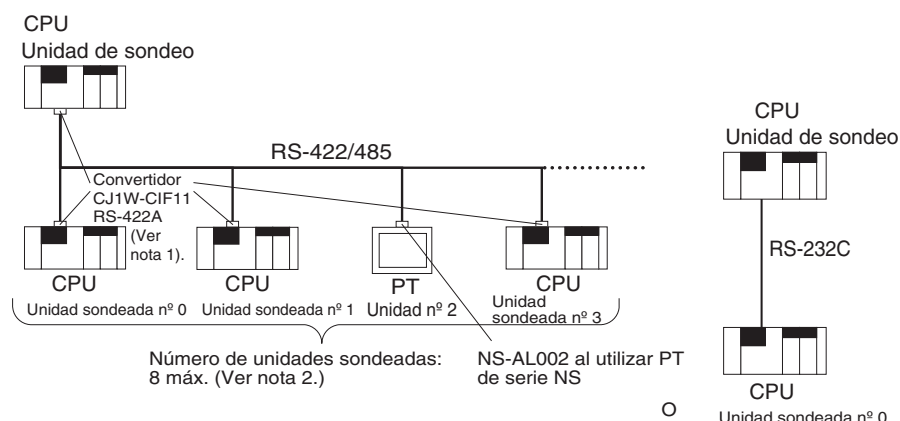 CPU
Unidad de sondeo
RS-422/485
Convertidor
CJ1W-CIF11
RS-422A
(Ver
nota 1).
CPU
Unidad sondeada nº 0
CPU
Unidad sondeada nº 1
PT
Unidad nº 2
CPU
Unidad
sondeada nº 3
Número de unidades sondeadas:
8 máx. (Ver nota 2.)
NS-AL002 al utilizar PT
de serie NS
O
CPU
Unidad de sondeo
RS-232C
CPU
Unidad sondeada nº 0